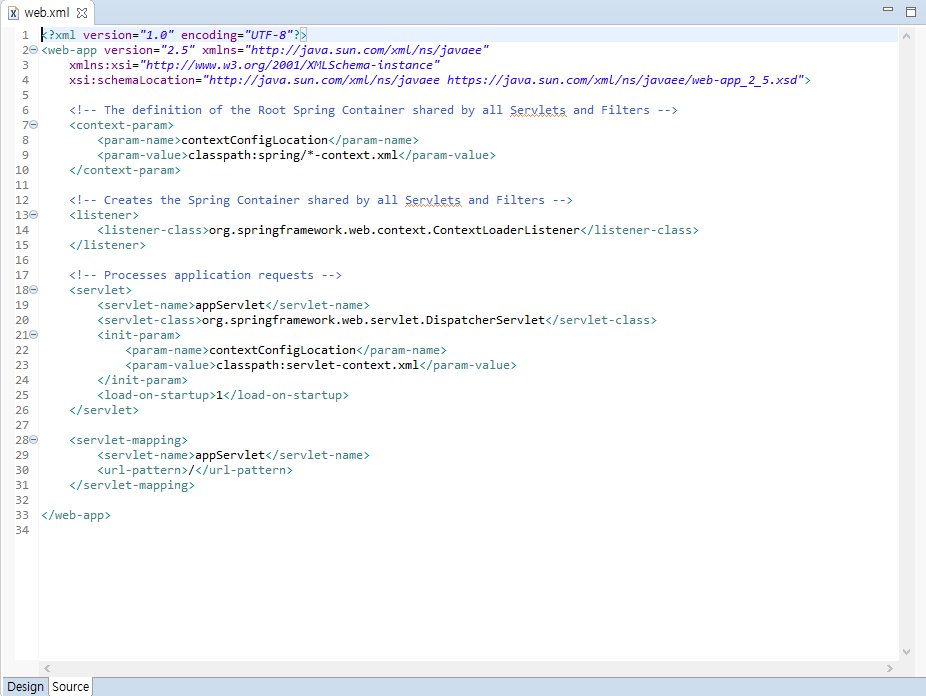 web.xml
1 <?xml version="1.0" encoding="UTF-8"?>
2 <web-app version="2.5" xmlns="http://java.sun.com/xml/ns/javaee"
3     xmlns:xsi="http://www.w3.org/2001/XMLSchema-instance"
4     xsi:schemaLocation="http://java.sun.com/xml/ns/javaee https://java.sun.com/xml/ns/javaee/web-app_2_5.xsd">
5
6     <!-- The definition of the Root Spring Container shared by all Servlets and Filters -->
7     <context-param>
8         <param-name>contextConfigLocation</param-name>
9         <param-value>classpath:spring/*-context.xml</param-value>
10     </context-param>
11
12     <!-- Creates the Spring Container shared by all Servlets and Filters -->
13     <listener>
14         <listener-class>org.springframework.web.context.ContextLoaderListener</listener-class>
15     </listener>
16
17     <!-- Processes application requests -->
18     <servlet>
19         <servlet-name>appServlet</servlet-name>
20         <servlet-class>org.springframework.web.servlet.DispatcherServlet</servlet-class>
21         <init-param>
22             <param-name>contextConfigLocation</param-name>
23             <param-value>classpath:servlet-context.xml</param-value>
24         </init-param>
25         <load-on-startup>1</load-on-startup>
26     </servlet>
27
28     <servlet-mapping>
29         <servlet-name>appServlet</servlet-name>
30         <url-pattern>/</url-pattern>
31     </servlet-mapping>
32
33 </web-app>
34
Design Source